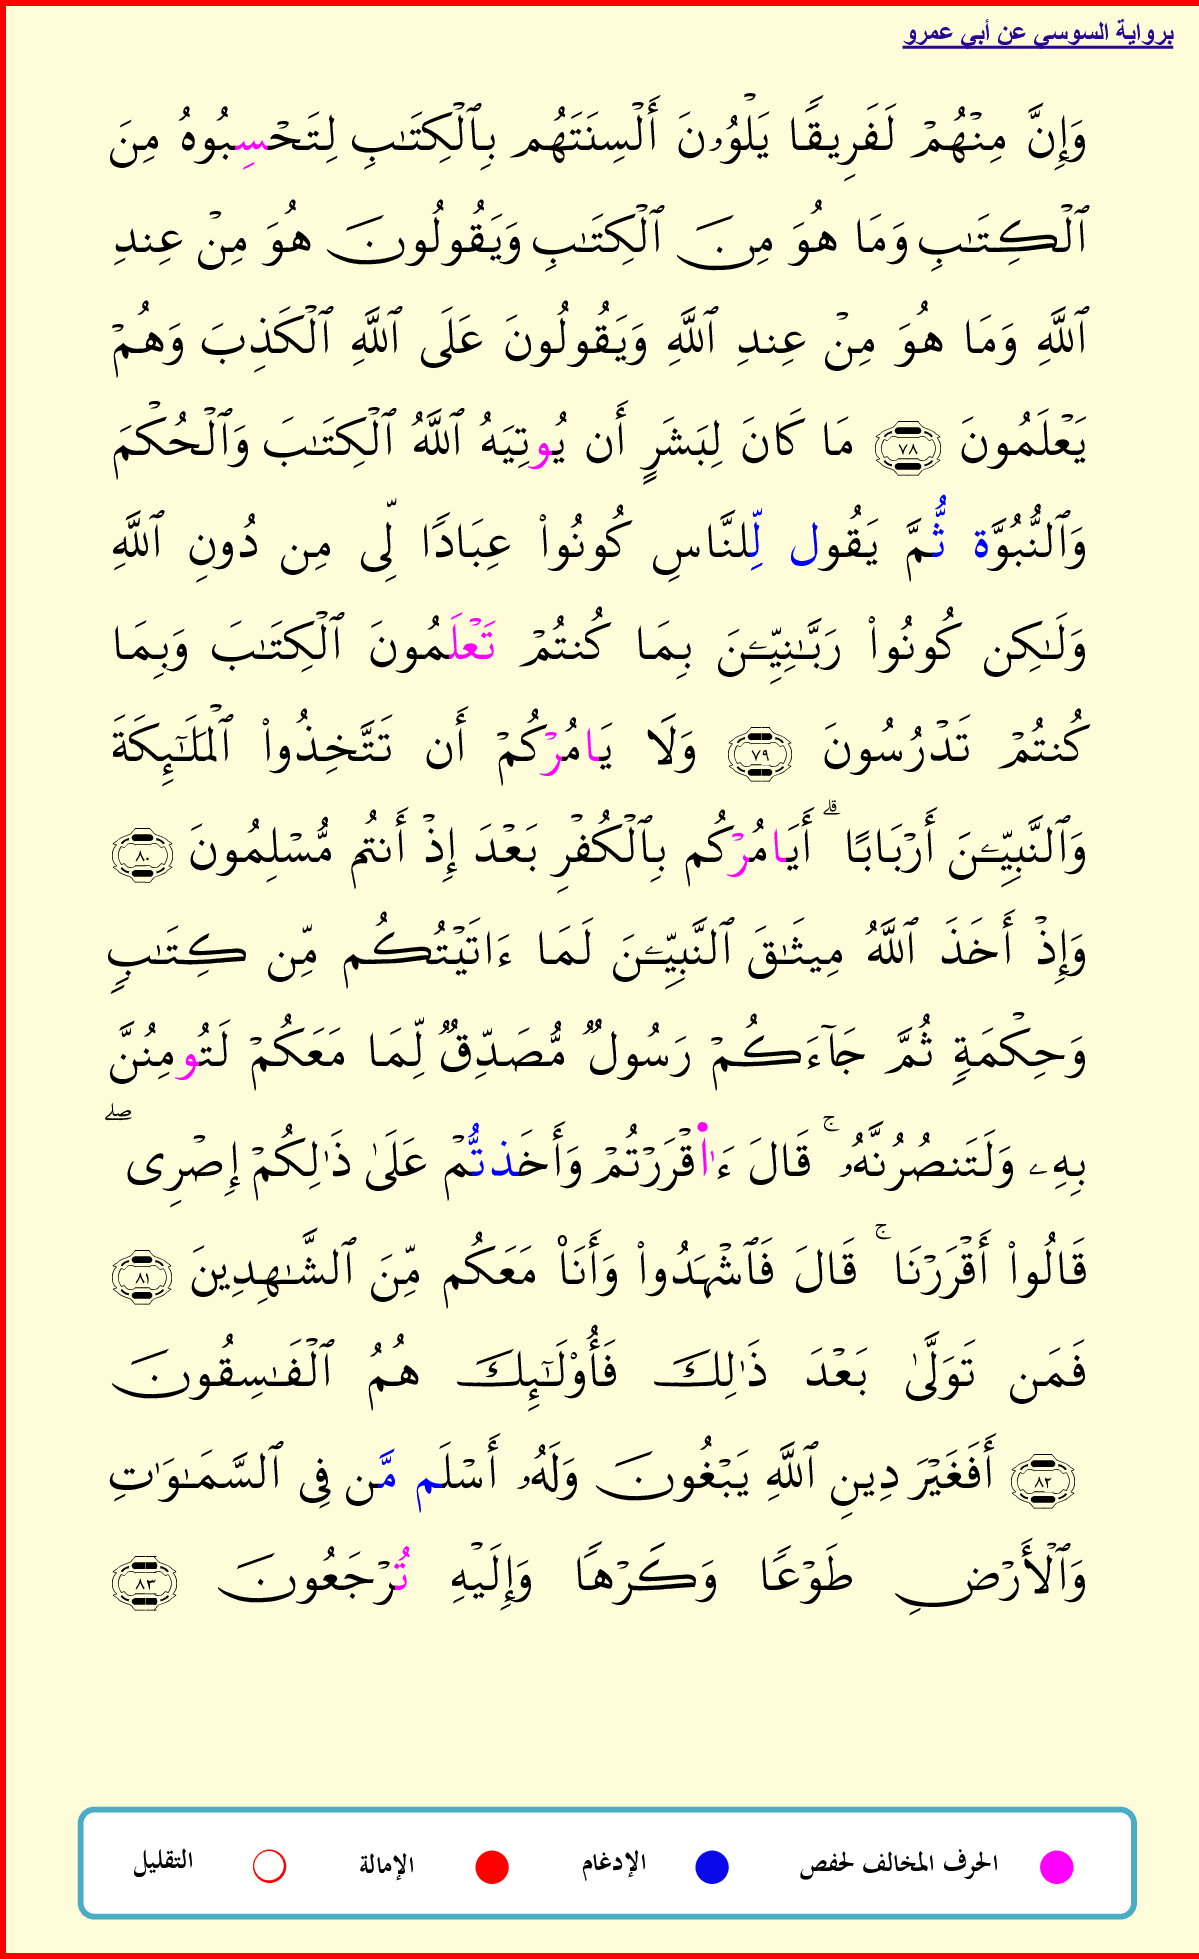 برواية السوسي عن أبي عمرو
وَإِنَّ مِنْهُمْ لَفَرِيقًا يَلْوُۥنَ أَلْسِنَتَهُم بِٱلْكِتَـٰبِ لِتَحْسِبُوهُ مِنَ
ٱلْكِتَـٰبِ وَمَا هُوَ مِنَ ٱلْكِتَـٰبِ وَيَقُولُونَ هُوَ مِنْ عِندِ
ٱللَّهِ وَمَا هُوَ مِنْ عِندِ ٱللَّهِ وَيَقُولُونَ عَلَى ٱللَّهِ ٱلْكَذِبَ وَهُمْ
يَعْلَمُونَ ٧٨ مَا كَانَ لِبَشَرٍ أَن يُوتِيَهُ ٱللَّهُ ٱلْكِتَـٰبَ وَٱلْحُكْمَ
وَٱلنُّبُوَّة ثُّمَّ يَقُول لِّلنَّاسِ كُونُوا۟ عِبَادًا لِّى مِن دُونِ ٱللَّهِ
وَلَـٰكِن كُونُوا۟ رَبَّـٰنِيِّـۧنَ بِمَا كُنتُمْ تَعْلَمُونَ ٱلْكِتَـٰبَ وَبِمَا
كُنتُمْ تَدْرُسُونَ ٧٩ وَلَا يَامُرْكُمْ أَن تَتَّخِذُوا۟ ٱلْمَلَـٰٓئِكَةَ
وَٱلنَّبِيِّـۧنَ أَرْبَابًا ۗ أَيَامُرْكُم بِٱلْكُفْرِ بَعْدَ إِذْ أَنتُم مُّسْلِمُونَ ٨٠
وَإِذْ أَخَذَ ٱللَّهُ مِيثَـٰقَ ٱلنَّبِيِّـۧنَ لَمَا ءَاتَيْتُكُم مِّن كِتَـٰبٍ
وَحِكْمَةٍ ثُمَّ جَآءَكُمْ رَسُولٌ مُّصَدِّقٌ لِّمَا مَعَكُمْ لَتُومِنُنَّ
بِهِۦ وَلَتَنصُرُنَّهُۥ ۚ قَالَ ءَا۬قْرَرْتُمْ وَأَخَذتُّمْ عَلَىٰ ذَٰلِكُمْ إِصْرِى ۖ
قَالُوا۟ أَقْرَرْنَا ۚ قَالَ فَٱشْهَدُوا۟ وَأَنَا۠ مَعَكُم مِّنَ ٱلشَّـٰهِدِينَ ٨١
فَمَن تَوَلَّىٰ بَعْدَ ذَٰلِكَ فَأُو۟لَـٰٓئِكَ هُمُ ٱلْفَـٰسِقُونَ
٨٢ أَفَغَيْرَ دِينِ ٱللَّهِ يَبْغُونَ وَلَهُۥ أَسْلَم مَّن فِى ٱلسَّمَـٰوَٰتِ
وَٱلْأَرْضِ طَوْعًا وَكَرْهًا وَإِلَيْهِ تُرْجَعُونَ ٨٣
الحرف المخالف لحفص الإدغام الإمالة التقليل